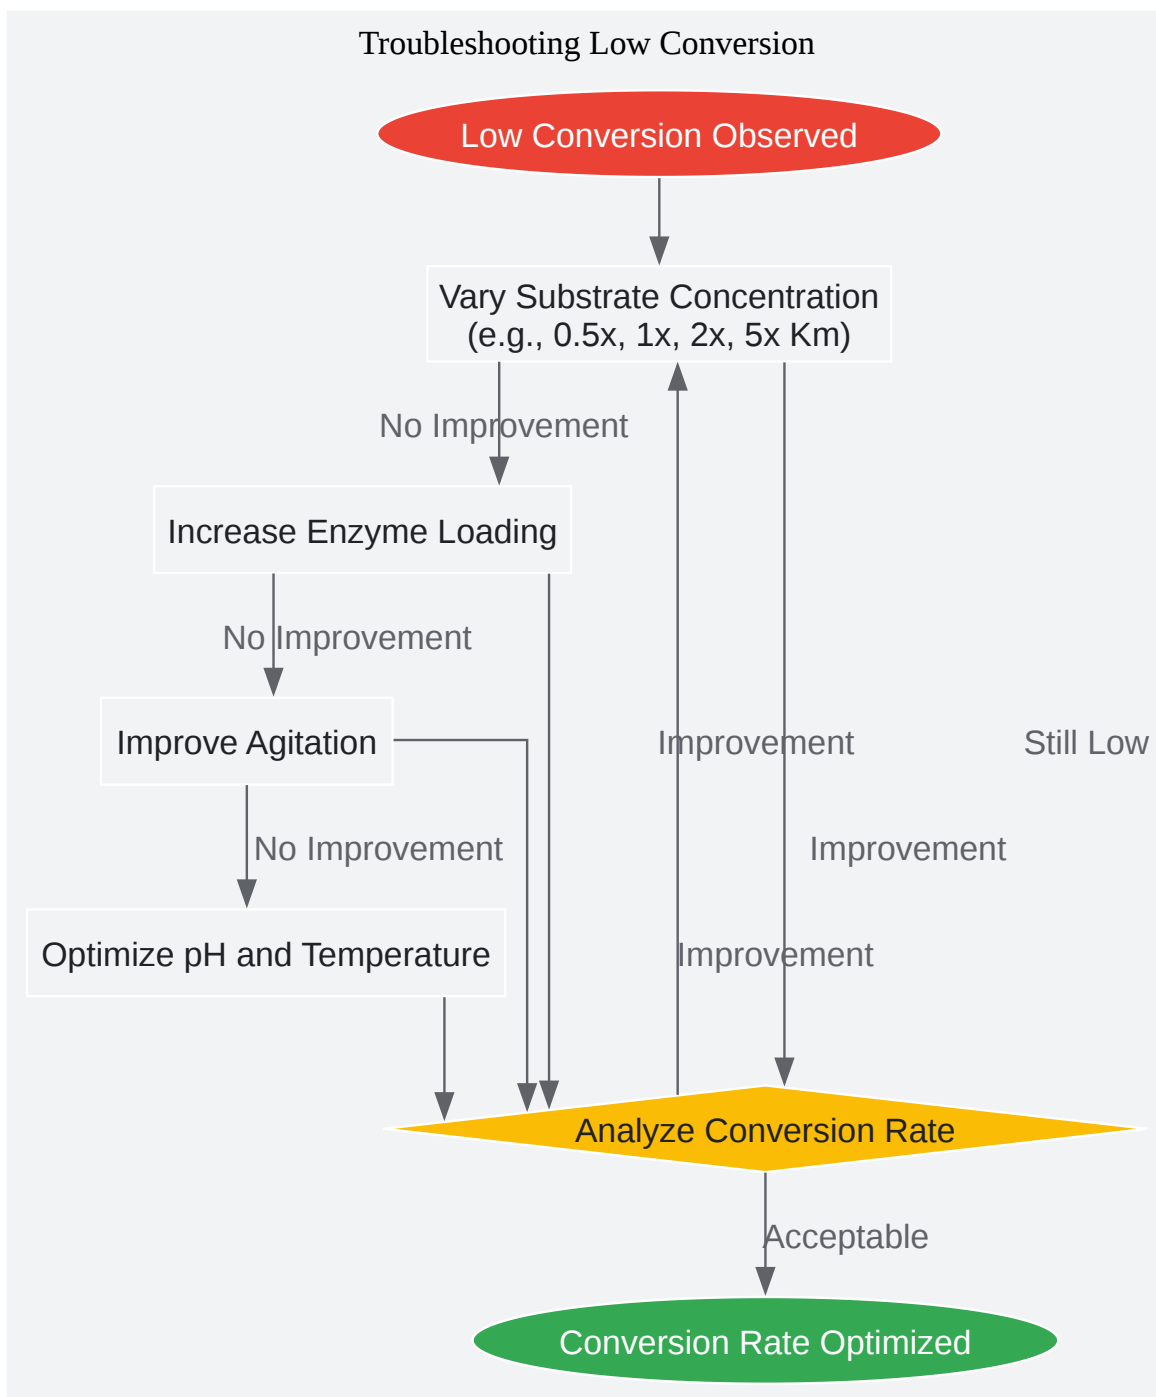 Troubleshooting Low Conversion
Low Conversion Observed
Vary Substrate Concentration
(e.g., 0.5x, 1x, 2x, 5x Km)
No Improvement
Increase Enzyme Loading
No Improvement
Improve Agitation
Improvement
Still Low
No Improvement
Improvement
Optimize pH and Temperature
Improvement
Analyze Conversion Rate
Acceptable
Conversion Rate Optimized